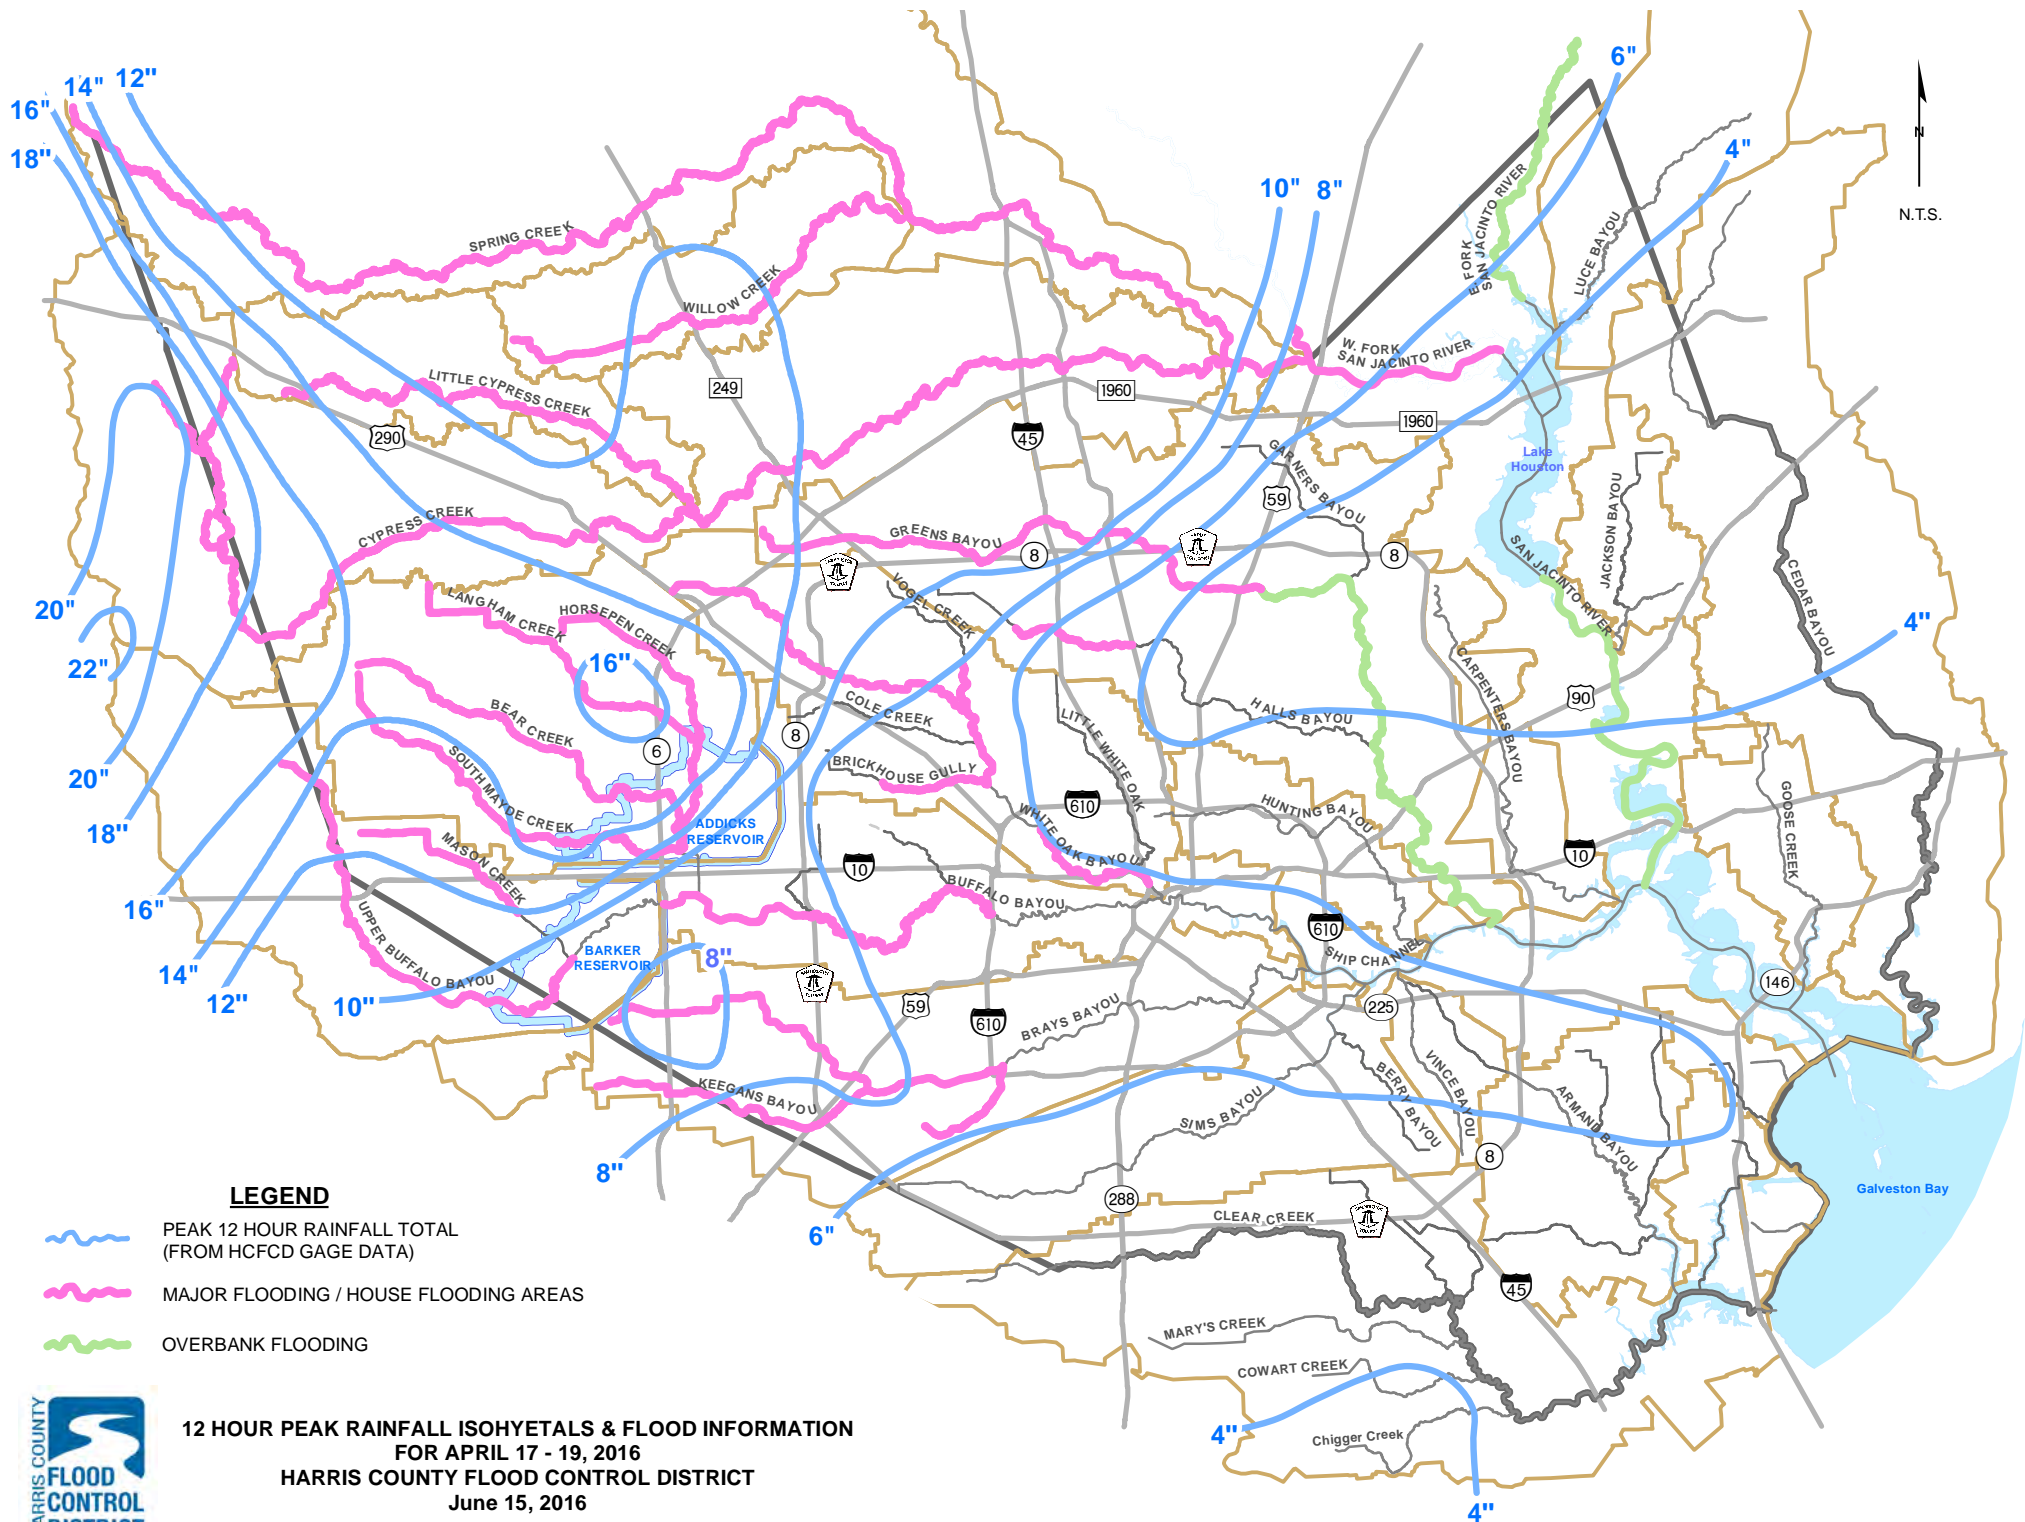 6"
12"
14"
16"
18"
4"
N
N.T.S.
10"
8"
SPRING CREEK
WILLOW CREEK
E. FORK
SAN JACINTO RIVER
LUCE BAYOU
W. FORK
SAN JACINTO RIVER
LITTLE CYPRESS CREEK
249
1960
1960
290
45
GARNERS BAYOU
Lake
Houston
59
JACKSON BAYOU
CYPRESS CREEK
GREENS BAYOU
8
8
SAN JACINTO RIVER
CEDAR BAYOU
VOGEL CREEK
LANGHAM CREEK
HORSEPEN CREEK
20"
22"
4"
16"
CARPENTERS BAYOU
90
BEAR CREEK
COLE CREEK
HALLS BAYOU
LITTLE WHITE OAK
8
6
SOUTHMAYDE CREEK
BRICKHOUSE GULLY
20"
GOOSE CREEK
610
HUNTING BAYOU
WHITE OAK BAYOU
18"
ADDICKS
RESERVOIR
MASON CREEK
10
10
BUFFALO BAYOU
16"
UPPER BUFFALO BAYOU
610
SHIP CHANNEL
BARKER
RESERVOIR
8"
14"
12"
10"
146
59
225
610
BRAYS BAYOU
VINCE BAYOU
BERRY BAYOU
KEEGANS BAYOU
SIMS BAYOU
ARMAND BAYOU
8"
8
288
Galveston Bay
6"
CLEAR CREEK
45
MARY'S CREEK
COWART CREEK
4"
Chigger Creek
4"
LEGEND
PEAK 12 HOUR RAINFALL TOTAL
(FROM HCFCD GAGE DATA)
MAJOR FLOODING / HOUSE FLOODING AREAS
OVERBANK FLOODING
12 HOUR PEAK RAINFALL ISOHYETALS & FLOOD INFORMATION
FOR APRIL 17 - 19, 2016
HARRIS COUNTY FLOOD CONTROL DISTRICT
June 15, 2016
HARRIS COUNTY
FLOOD
CONTROL
DISTRICT